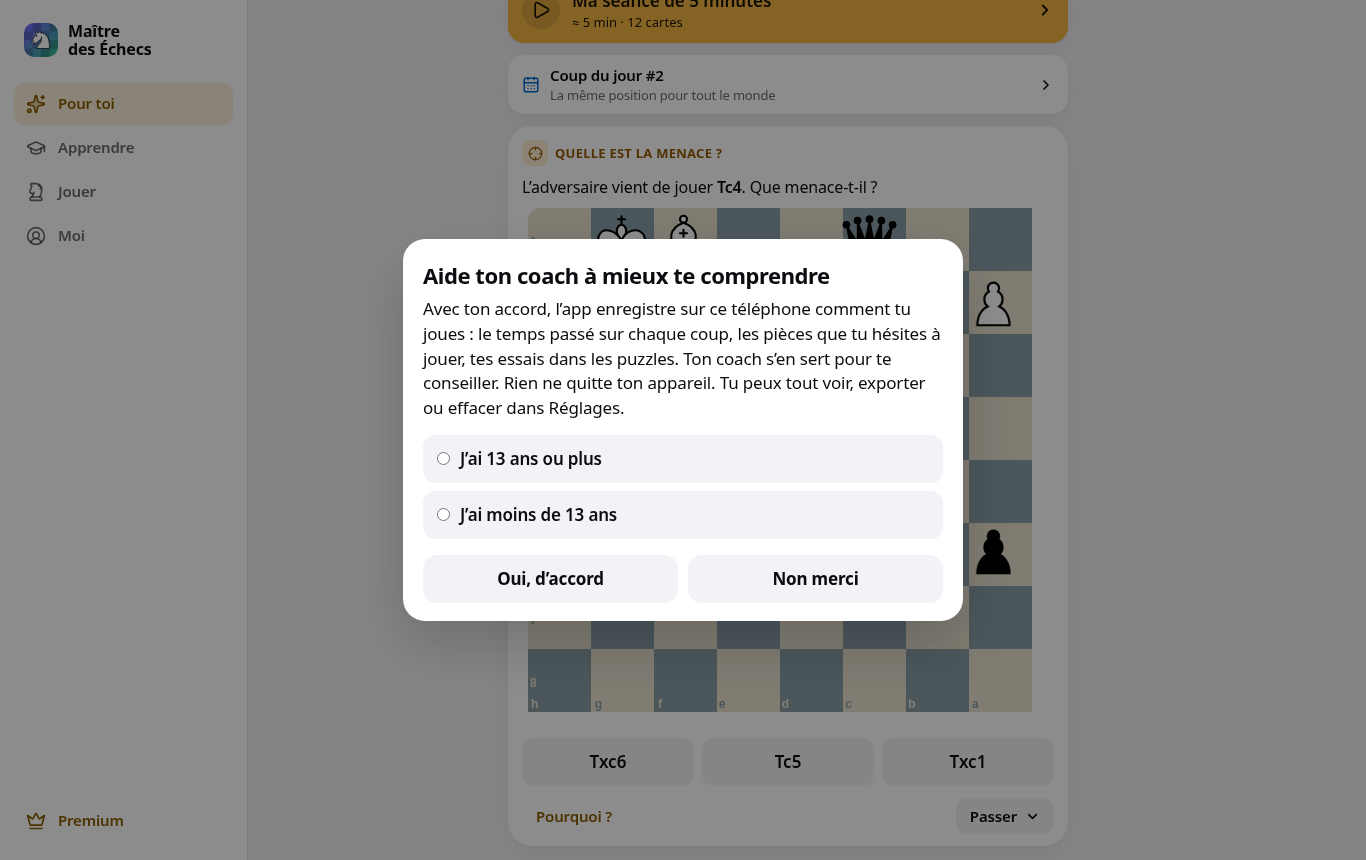 Maître
des Échecs
Pour toi
Apprendre
Jouer
Moi
Premium
Ma séance de 5 minutes
≈ 5 min · 12 cartes
Coup du jour #2
La même position pour tout le monde
QUELLE EST LA MENACE ?
L’adversaire vient de jouer Tc4. Que menace-t-il ?
Aide ton coach à mieux te comprendre
Avec ton accord, l’app enregistre sur ce téléphone comment tu
joues : le temps passé sur chaque coup, les pièces que tu hésites à
jouer, tes essais dans les puzzles. Ton coach s’en sert pour te
conseiller. Rien ne quitte ton appareil. Tu peux tout voir, exporter
ou effacer dans Réglages.
J’ai 13 ans ou plus
J’ai moins de 13 ans
Oui, d’accord
Non merci
8
h g f e d c b a
Txc6
Tc5
Txc1
Pourquoi ?
Passer